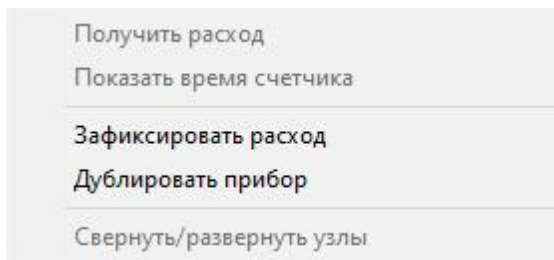 Получить расход
Показать время счетчика
Зафиксировать расход
Дублировать прибор
Свернуть/развернуть узлы